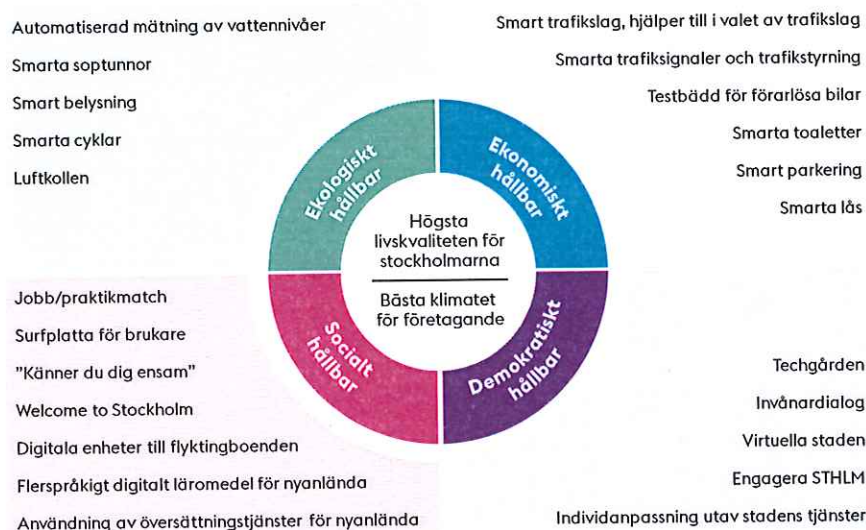 Automatiserad mätning av vattennivåer
Smarta soptunnor
Smart belysning
Smarta cyklar
Luftkollen
Smart trafikslag, hjälper till i valet av trafikslag
Smarta trafiksignaler och trafikstyrning
Testbädd för förarlösa bilar
Smarta toaletter
Smart parkering
Smarta lås
Ekologiskt
hållbar
Ekonomiskt
hållbar
Högsta
livskvaliteten för
stockholmarna
Bästa klimatet
för företagande
Socialt
hållbar
Demokratiskt
hållbar
Jobb/praktikmatch
Surfplatta för brukare
"Känner du dig ensam"
Welcome to Stockholm
Digitala enheter till flyktingboenden
Flerspråkigt digitalt läromedel för nyanlända
Användning av översättningstjänster för nyanlända
Techgården
Invånardialog
Virtuella staden
Engagera STHLM
Individanpassning utav stadens tjänster